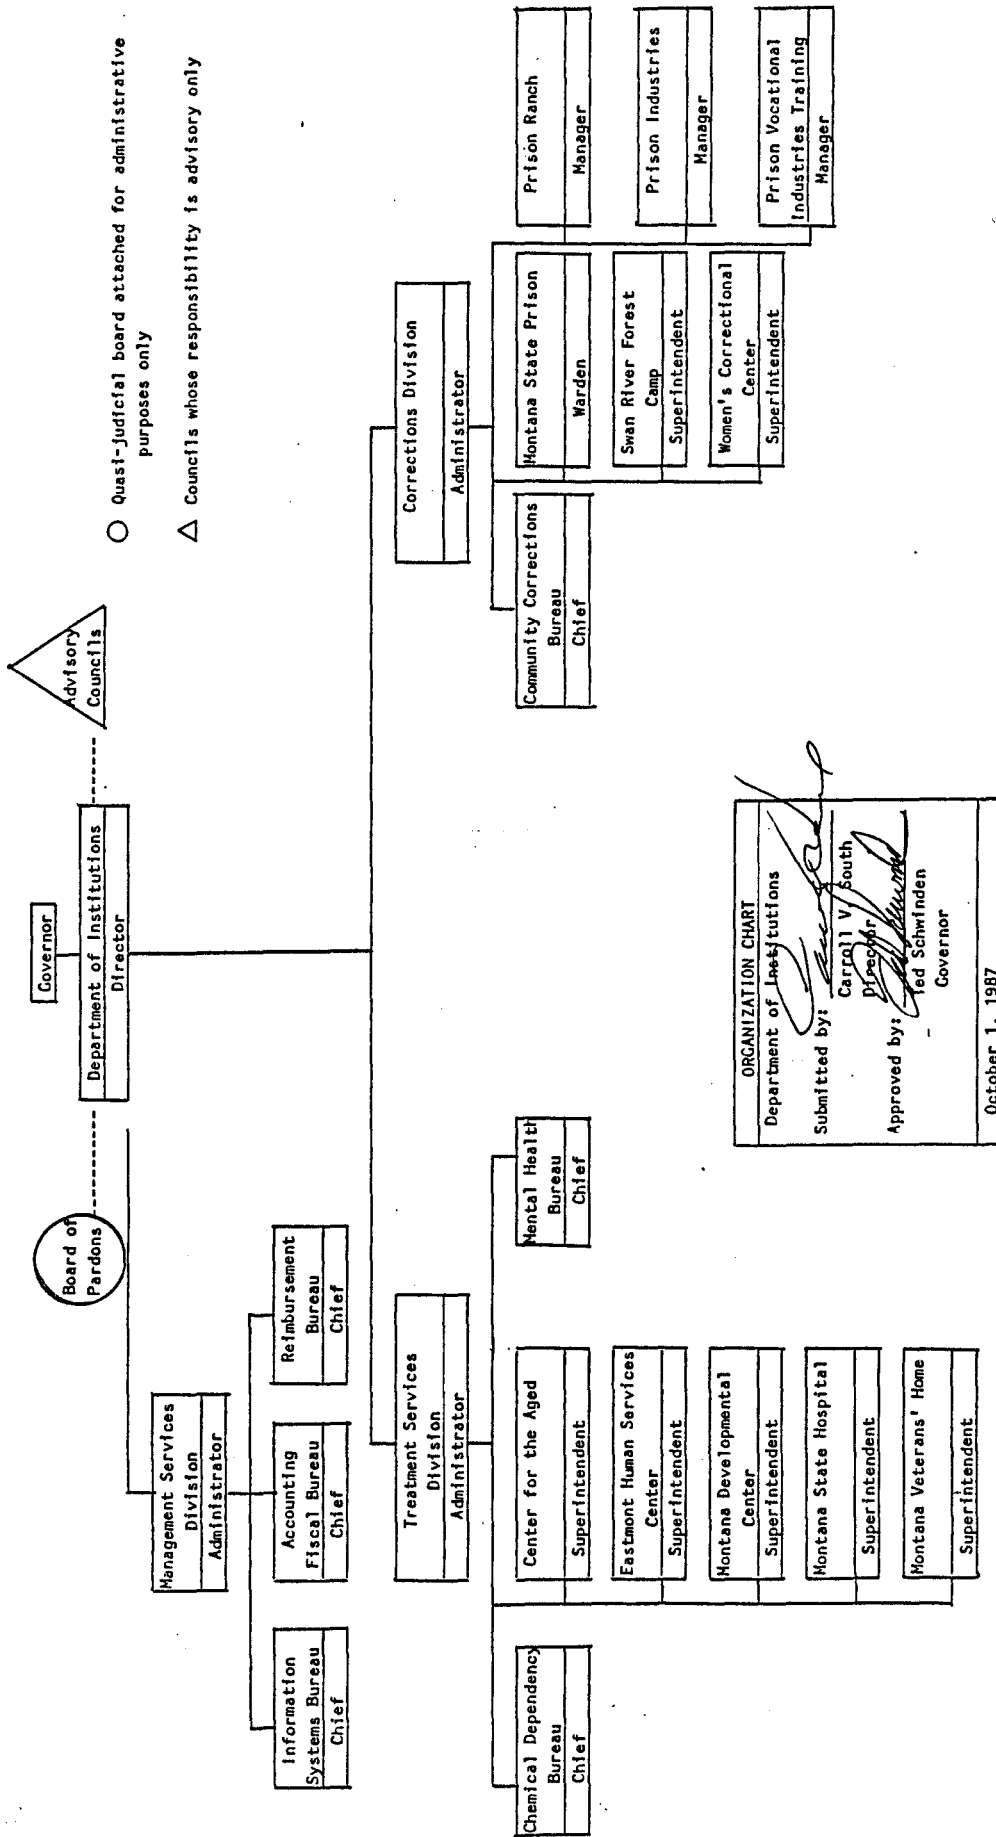 Governor
Department of Institutions
Director
Board of
Pardons
Advisory
Councils
Quasi-judicial board attached for administrative
purposes only
Councils whose responsibility is advisory only
Management Services
Division
Administrator
Information
Systems Bureau
Chief
Accounting
Fiscal Bureau
Chief
Reimbursement
Bureau
Chief
Treatment Services
Division
Administrator
Chemical Dependency
Bureau
Chief
Center for the Aged
Superintendent
Eastmont Human Services
Center
Superintendent
Montana Developmental
Center
Superintendent
Montana State Hospital
Superintendent
Montana Veterans' Home
Superintendent
Mental Health
Bureau
Chief
Corrections Division
Administrator
Community Corrections
Bureau
Chief
Montana State Prison
Warden
Swan River Forest
Camp
Superintendent
Women's Correctional
Center
Superintendent
Prison Ranch
Manager
Prison Industries
Manager
Prison Vocational
Industries Training
Manager
ORGANIZATION CHART
Department of Institutions
Submitted by:
Carroll V. South
Director
Approved by:
Ted Schwinden
Governor
October 1, 1987